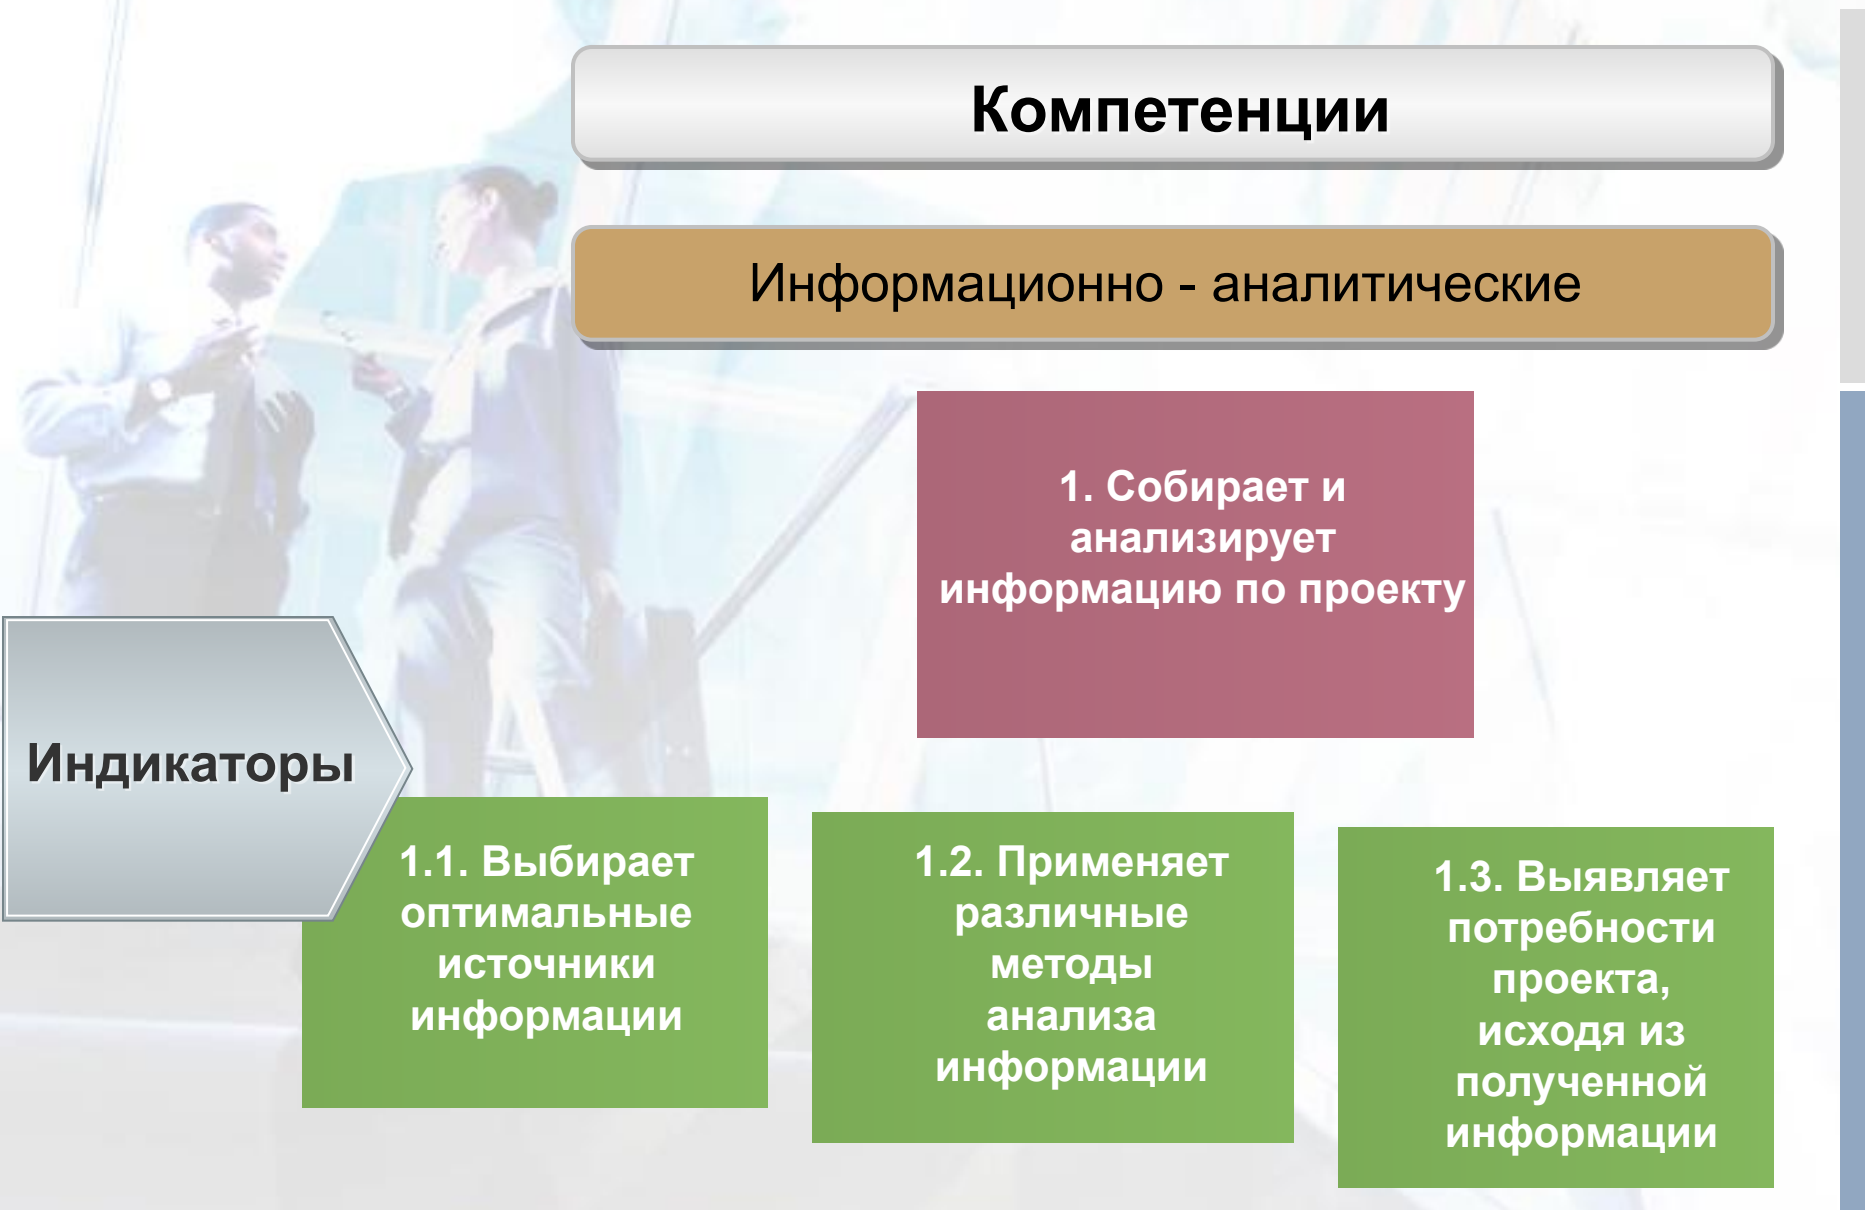 Компетенции
Информационно - аналитические
1. Собирает и
анализирует
информацию по проекту
Индикаторы
1.1. Выбирает
оптимальные
источники
информации
1.2. Применяет
различные
методы
анализа
информации
1.3. Выявляет
потребности
проекта,
исходя из
полученной
информации